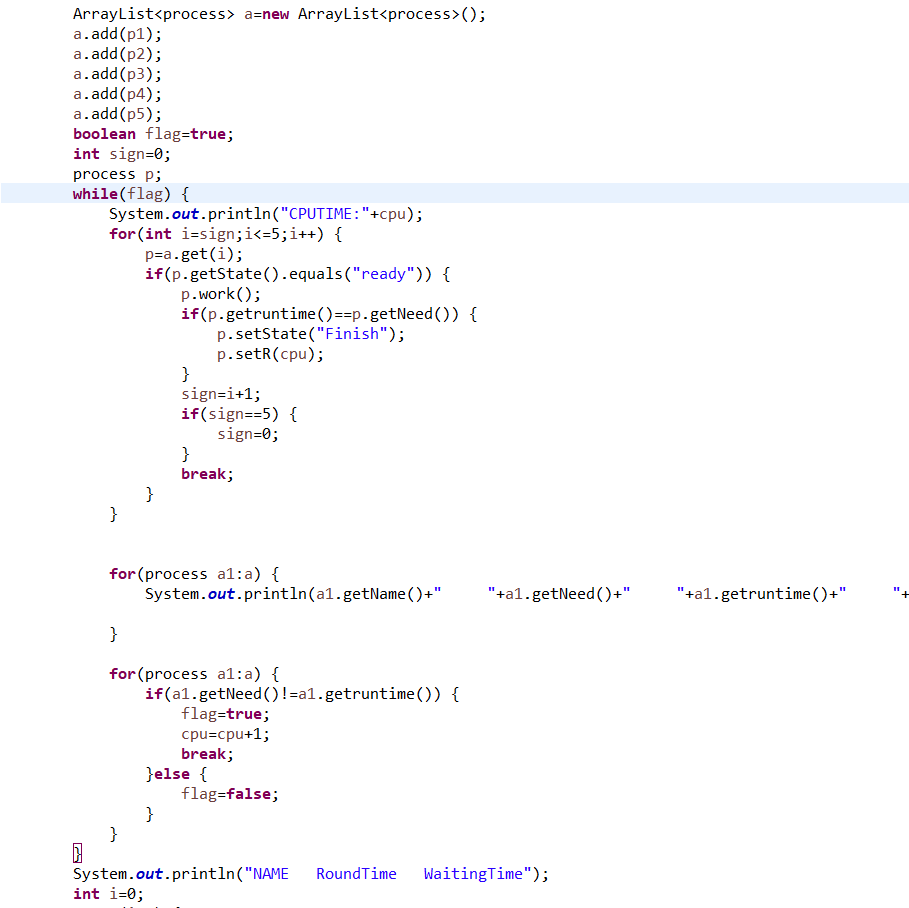 ArrayList<process> a=new ArrayList<process>();
a.add(p1);
a.add(p2);
a.add(p3);
a.add(p4);
a.add(p5);
boolean flag=true;
int sign=0;
process p;
while(flag) {
System.out.println("CPUTIME:"+cpu);
for(int i=sign;i<=5;i++) {
p=a.get(i);
if(p.getState().equals("ready")) {
p.work();
if(p.getruntime()==p.getNeed()) {
p.setState("Finish");
p.setR(cpu);
}
sign=i+1;
if(sign==5) {
sign=0;
}
break;
}
}
for(process a1:a) {
System.out.println(a1.getName()+"     "+a1.getNeed()+"     "+a1.getruntime()+"     "+
}
for(process a1:a) {
if(a1.getNeed()!=a1.getruntime()) {
flag=true;
cpu=cpu+1;
break;
}else {
flag=false;
}
}
}
System.out.println("NAME   RoundTime   WaitingTime");
int i=0;